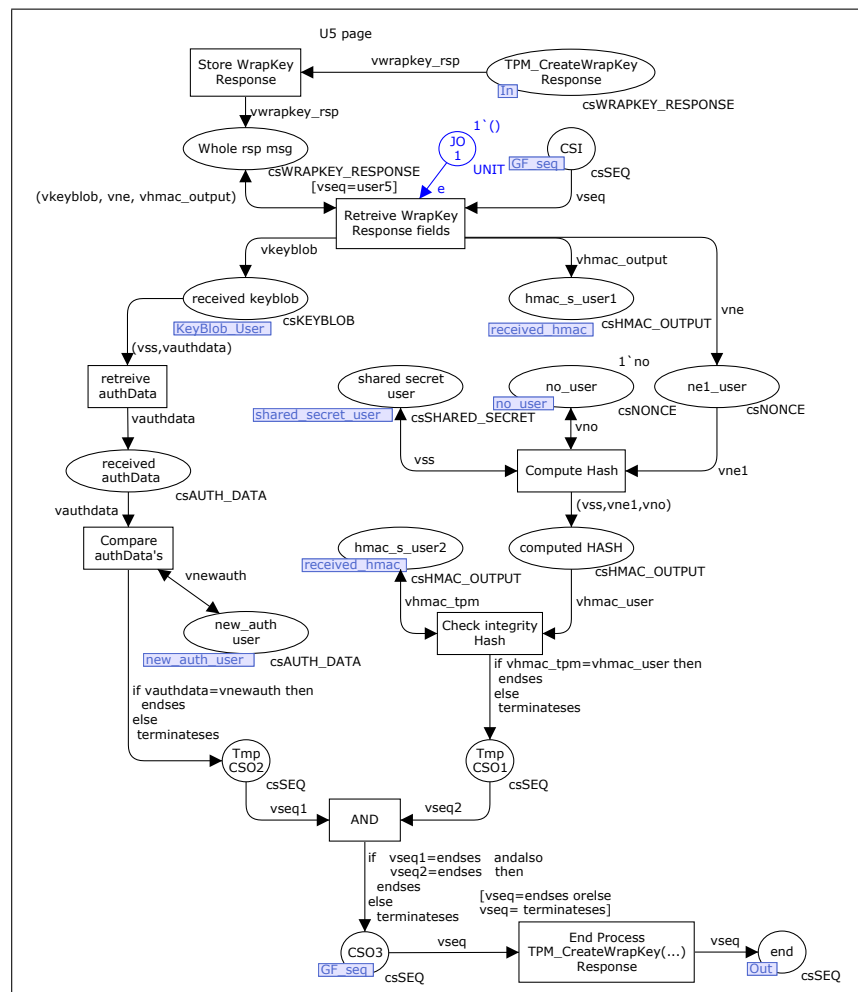 U5 page
Store WrapKey
Response
vwrapkey_rsp
TPM_CreateWrapKey
Response
In
csWRAPKEY_RESPONSE
vwrapkey_rsp
Whole rsp msg
csWRAPKEY_RESPONSE
[vseq=user5]
1`()
JO
1
UNIT
e
CSI
GF_seq
csSEQ
vseq
(vkeyblob, vne, vhmac_output)
Retreive WrapKey
Response fields
vkeyblob
vhmac_output
vne
received keyblob
KeyBlob_User
csKEYBLOB
hmac_s_user1
received_hmac
csHMAC_OUTPUT
(vss,vauthdata)
retreive
authData
shared secret
user
shared_secret_user
csSHARED_SECRET
1`no
no_user
no_user
csNONCE
ne1_user
csNONCE
vauthdata
vss
vno
vne1
received
authData
csAUTH_DATA
Compute Hash
vauthdata
(vss,vne1,vno)
Compare
authData's
hmac_s_user2
received_hmac
csHMAC_OUTPUT
computed HASH
csHMAC_OUTPUT
vnewauth
vhmac_tpm
vhmac_user
new_auth
user
new_auth_user
csAUTH_DATA
Check integrity
Hash
if vhmac_tpm=vhmac_user then
endses
else
terminateses
if vauthdata=vnewauth then
endses
else
terminateses
Tmp
CSO2
csSEQ
Tmp
CSO1
csSEQ
vseq1
AND
vseq2
if vseq1=endses andalso
vseq2=endses then
endses
else
terminateses
[vseq=endses orelse
vseq= terminateses]
CSO3
GF_seq
csSEQ
vseq
End Process
TPM_CreateWrapKey(...)
Response
vseq
end
Out
csSEQ